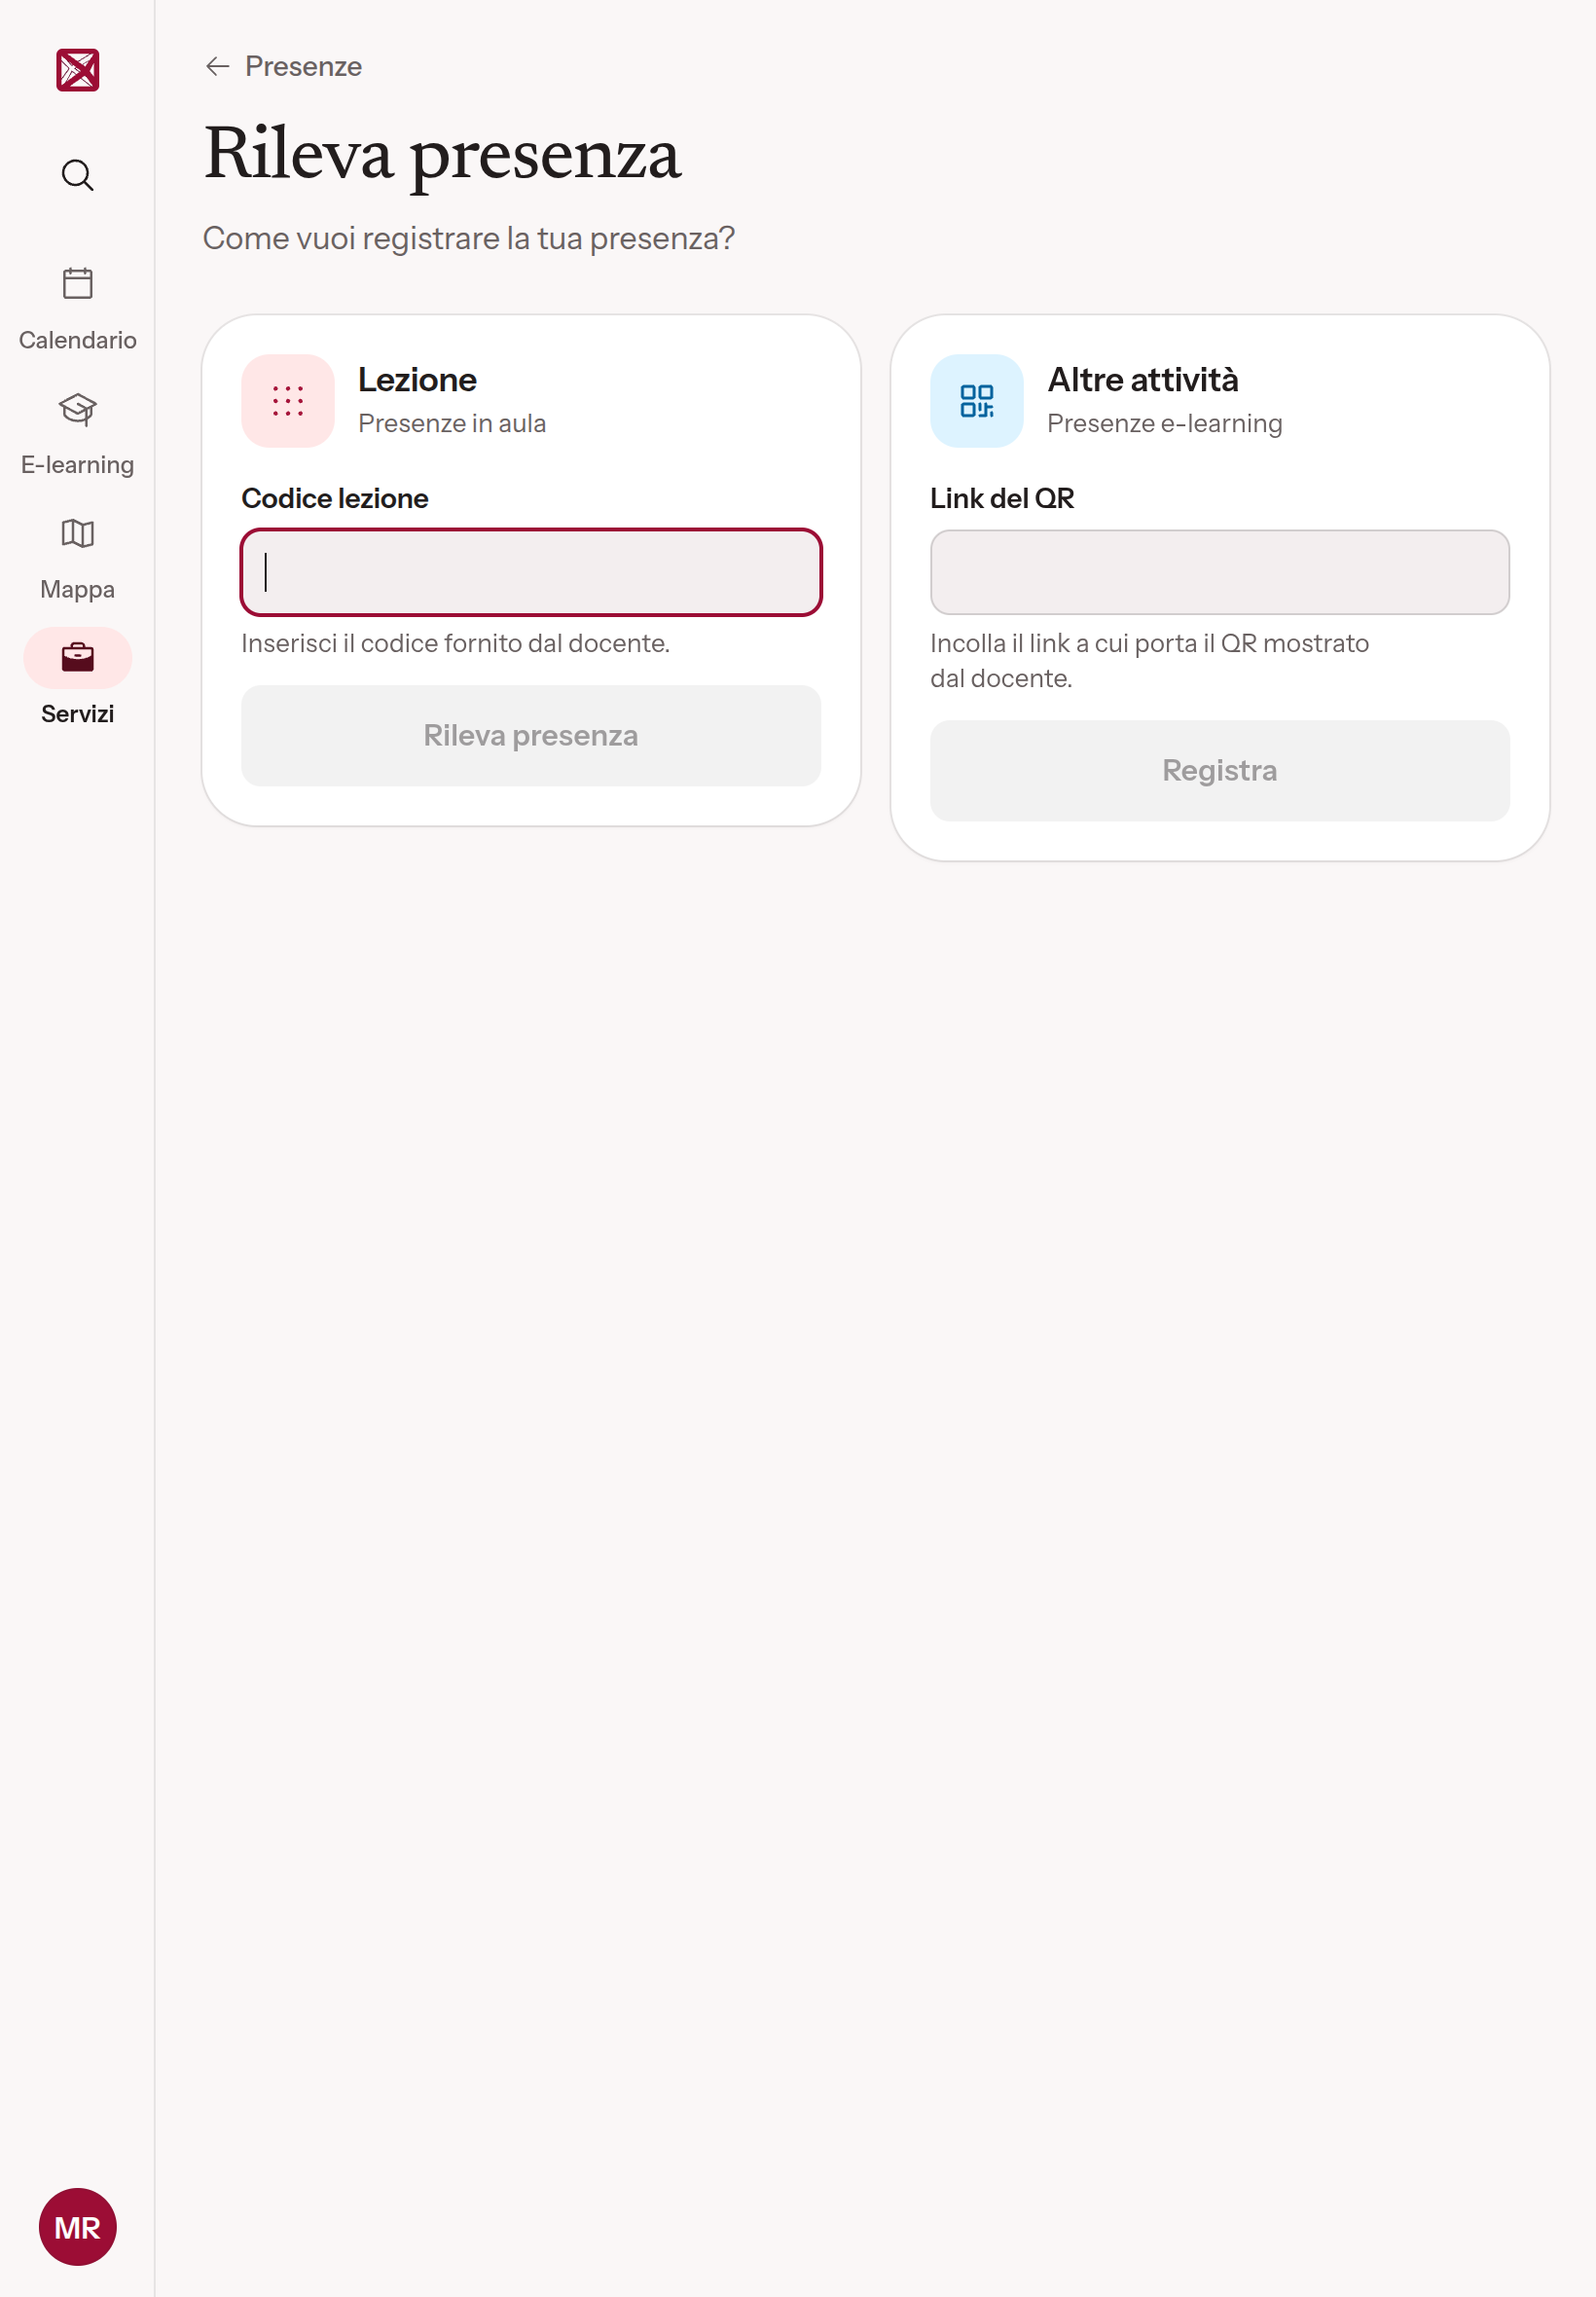 Presenze
Rileva presenza
Come vuoi registrare la tua presenza?
Calendario
E-learning
Mappa
Servizi
Lezione
Presenze in aula
Codice lezione
Inserisci il codice fornito dal docente.
Rileva presenza
Altre attività
Presenze e-learning
Link del QR
Incolla il link a cui porta il QR mostrato
dal docente.
Registra
MR